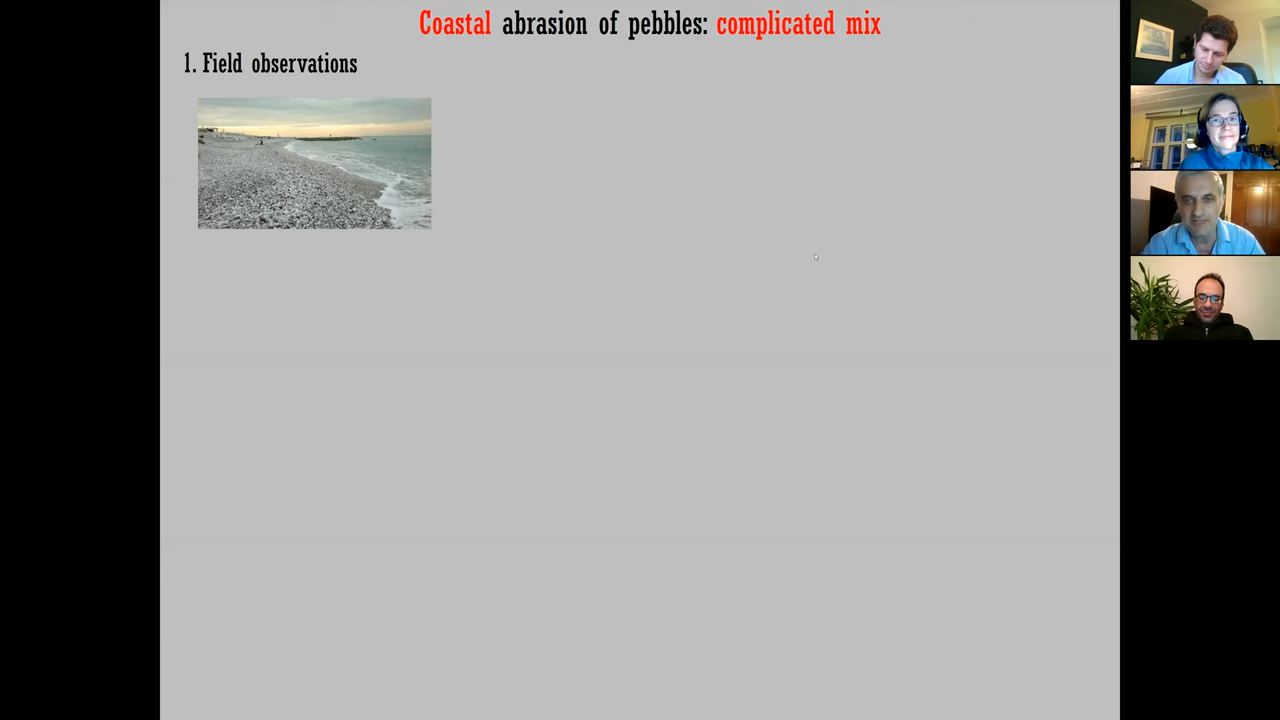 Coastal abrasion of pebbles: complicated mix
1. Field observations